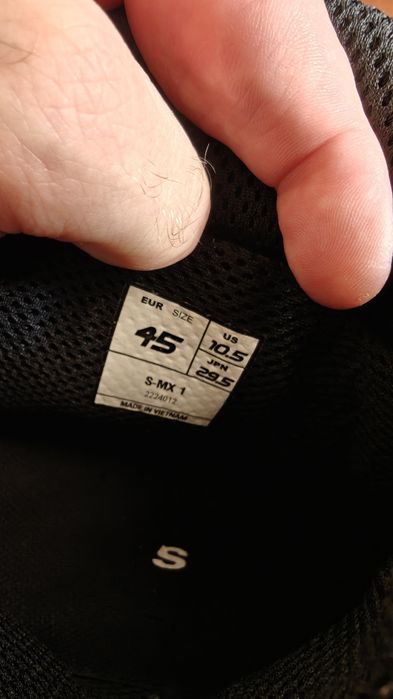 EUR SIZE
45
US
10.5
JPN
29.5
S-MX 1
2224012
MADE IN VIETNAM
S